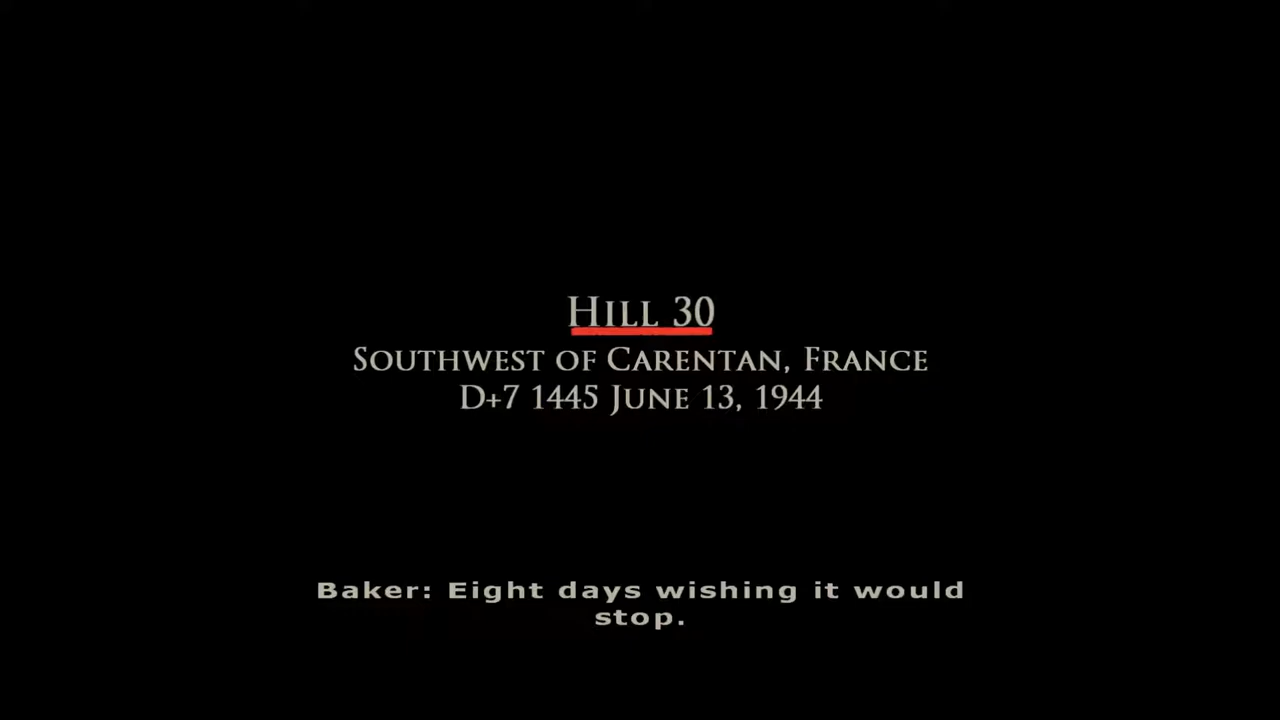 Hill 30
Southwest of Carentan, France
D+7 1445 June 13, 1944
Baker: Eight days wishing it would
stop.